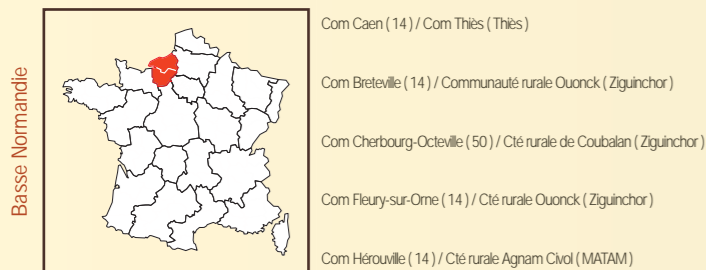 Basse Normandie
Com Caen ( 14 ) / Com Thiès ( Thiès )
Com Breteville ( 14 ) / Communauté rurale Ouonck ( Ziguinchor )
Com Cherbourg-Octeville ( 50 ) / Cté rurale de Coubalan ( Ziguinchor )
Com Fleury-sur-Orne ( 14 ) / Cté rurale Ouonck ( Ziguinchor )
Com Hérouville ( 14 ) / Cté rurale Agnam Civol ( MATAM )